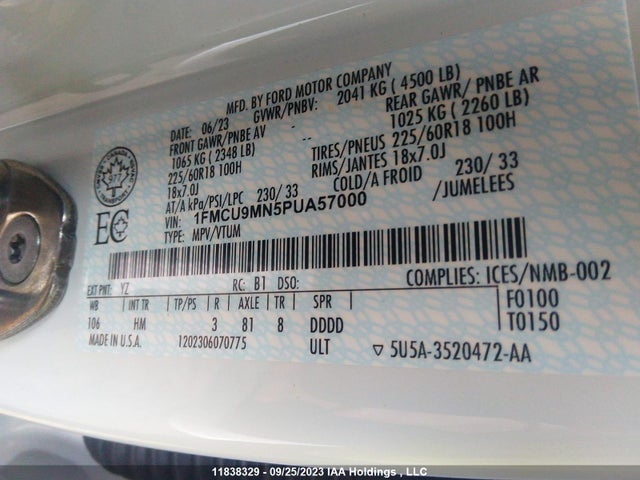 MFD. BY FORD MOTOR COMPANY
DATE: 06/23 GVWR/PNBV: 2041 KG ( 4500 LB)
FRONT GAWR/PNBE AV - REAR GAWR/ PNBE AR
1065 KG ( 2348 LB) -- 1025 KG ( 2260 LB)
225/60R18 100H TIRES/PNEUS 225/60R18 100H
18x7.0J RIMS/JANTES 18x7.0J
AT/A kPa/PSI/LPC 230/ 33 COLD/A FROID 230/ 33
VIN: 1FMCU9MN5PUA57000 /JUMELEES
TYPE: MPV/VTUM
EC
COMPLIES: ICES/NMB-002
EXT PNT: YZ RC: B1 DSO:
WB INT TR TP/PS R AXLE TR SPR F0100
106 HM 3 81 8 DDDD T0150
MADE IN U.S.A. 1202306070775 ULT ▽ 5U5A-3520472-AA
11838329 - 09/25/2023 IAA Holdings , LLC